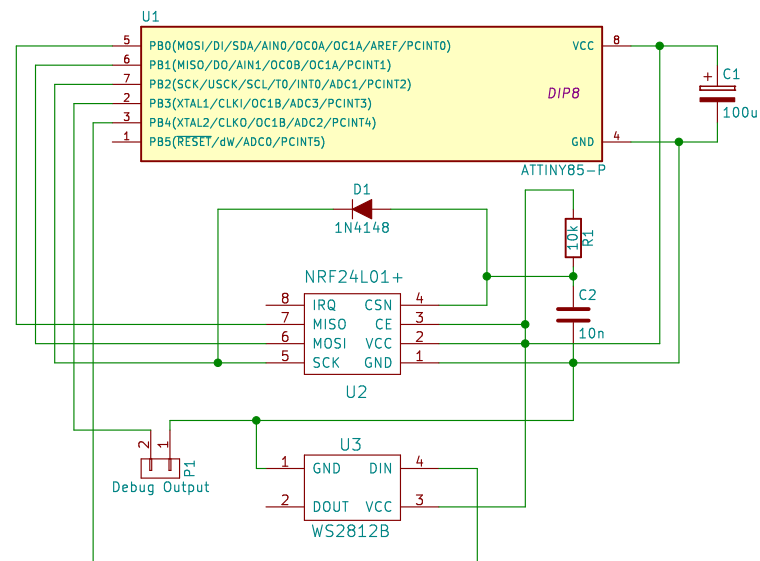 U1
5 PB0(MOSI/DI/SDA/AIN0/OC0A/OC1A/AREF/PCINT0) VCC 8
6 PB1(MISO/DO/AIN1/OC0B/OC1A/PCINT1)
7 PB2(SCK/USCK/SCL/T0/INT0/ADC1/PCINT2)
2 PB3(XTAL1/CLKI/OC1B/ADC3/PCINT3)
3 PB4(XTAL2/CLKO/OC1B/ADC2/PCINT4)
1 PB5(RESET/dW/ADC0/PCINT5) GND 4
DIP8
ATTINY85-P
+ C1
100u
D1
1N4148
10k
R1
NRF24L01+
8 IRQ CSN 4
7 MISO CE 3
6 MOSI VCC 2
5 SCK GND 1
U2
C2
10n
2 1
P1
Debug Output
U3
1 GND DIN 4
2 DOUT VCC 3
WS2812B